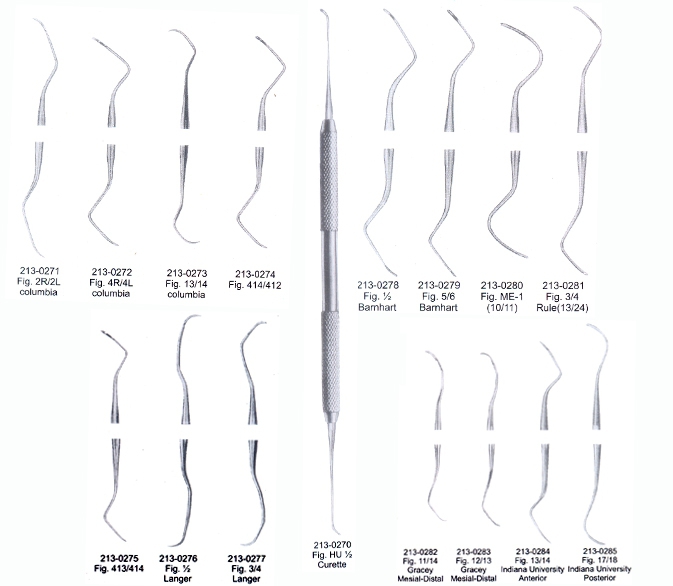 213-0271
Fig. 2R/2L
columbia
213-0272
Fig. 4R/4L
columbia
213-0273
Fig. 13/14
columbia
213-0274
Fig. 414/412
213-0278
Fig. ½
Barnhart
213-0279
Fig. 5/6
Barnhart
213-0280
Fig. ME-1
(10/11)
213-0281
Fig. 3/4
Rule(13/24)
213-0275
Fig. 413/414
213-0276
Fig. ½
Langer
213-0277
Fig. 3/4
Langer
213-0270
Fig. HU ½
Curette
213-0282
Fig. 11/14
Gracey
Mesial-Distal
213-0283
Fig. 12/13
Gracey
Mesial-Distal
213-0284
Fig. 13/14
Indiana University
Anterior
213-0285
Fig. 17/18
Indiana University
Posterior